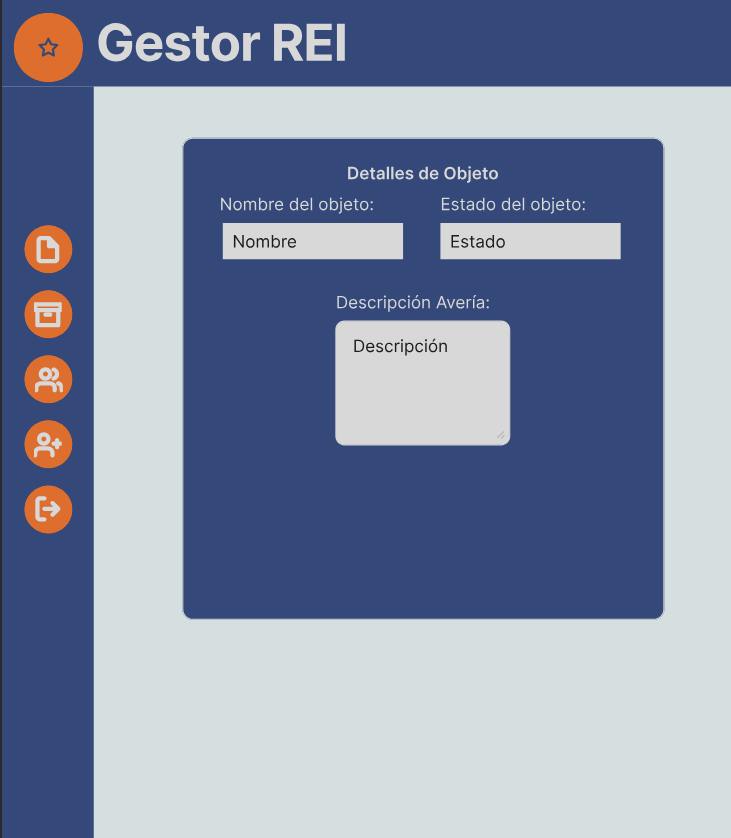 Gestor REI
Detalles de Objeto
Nombre del objeto: Estado del objeto:
Nombre Estado
Descripción Avería:
Descripción